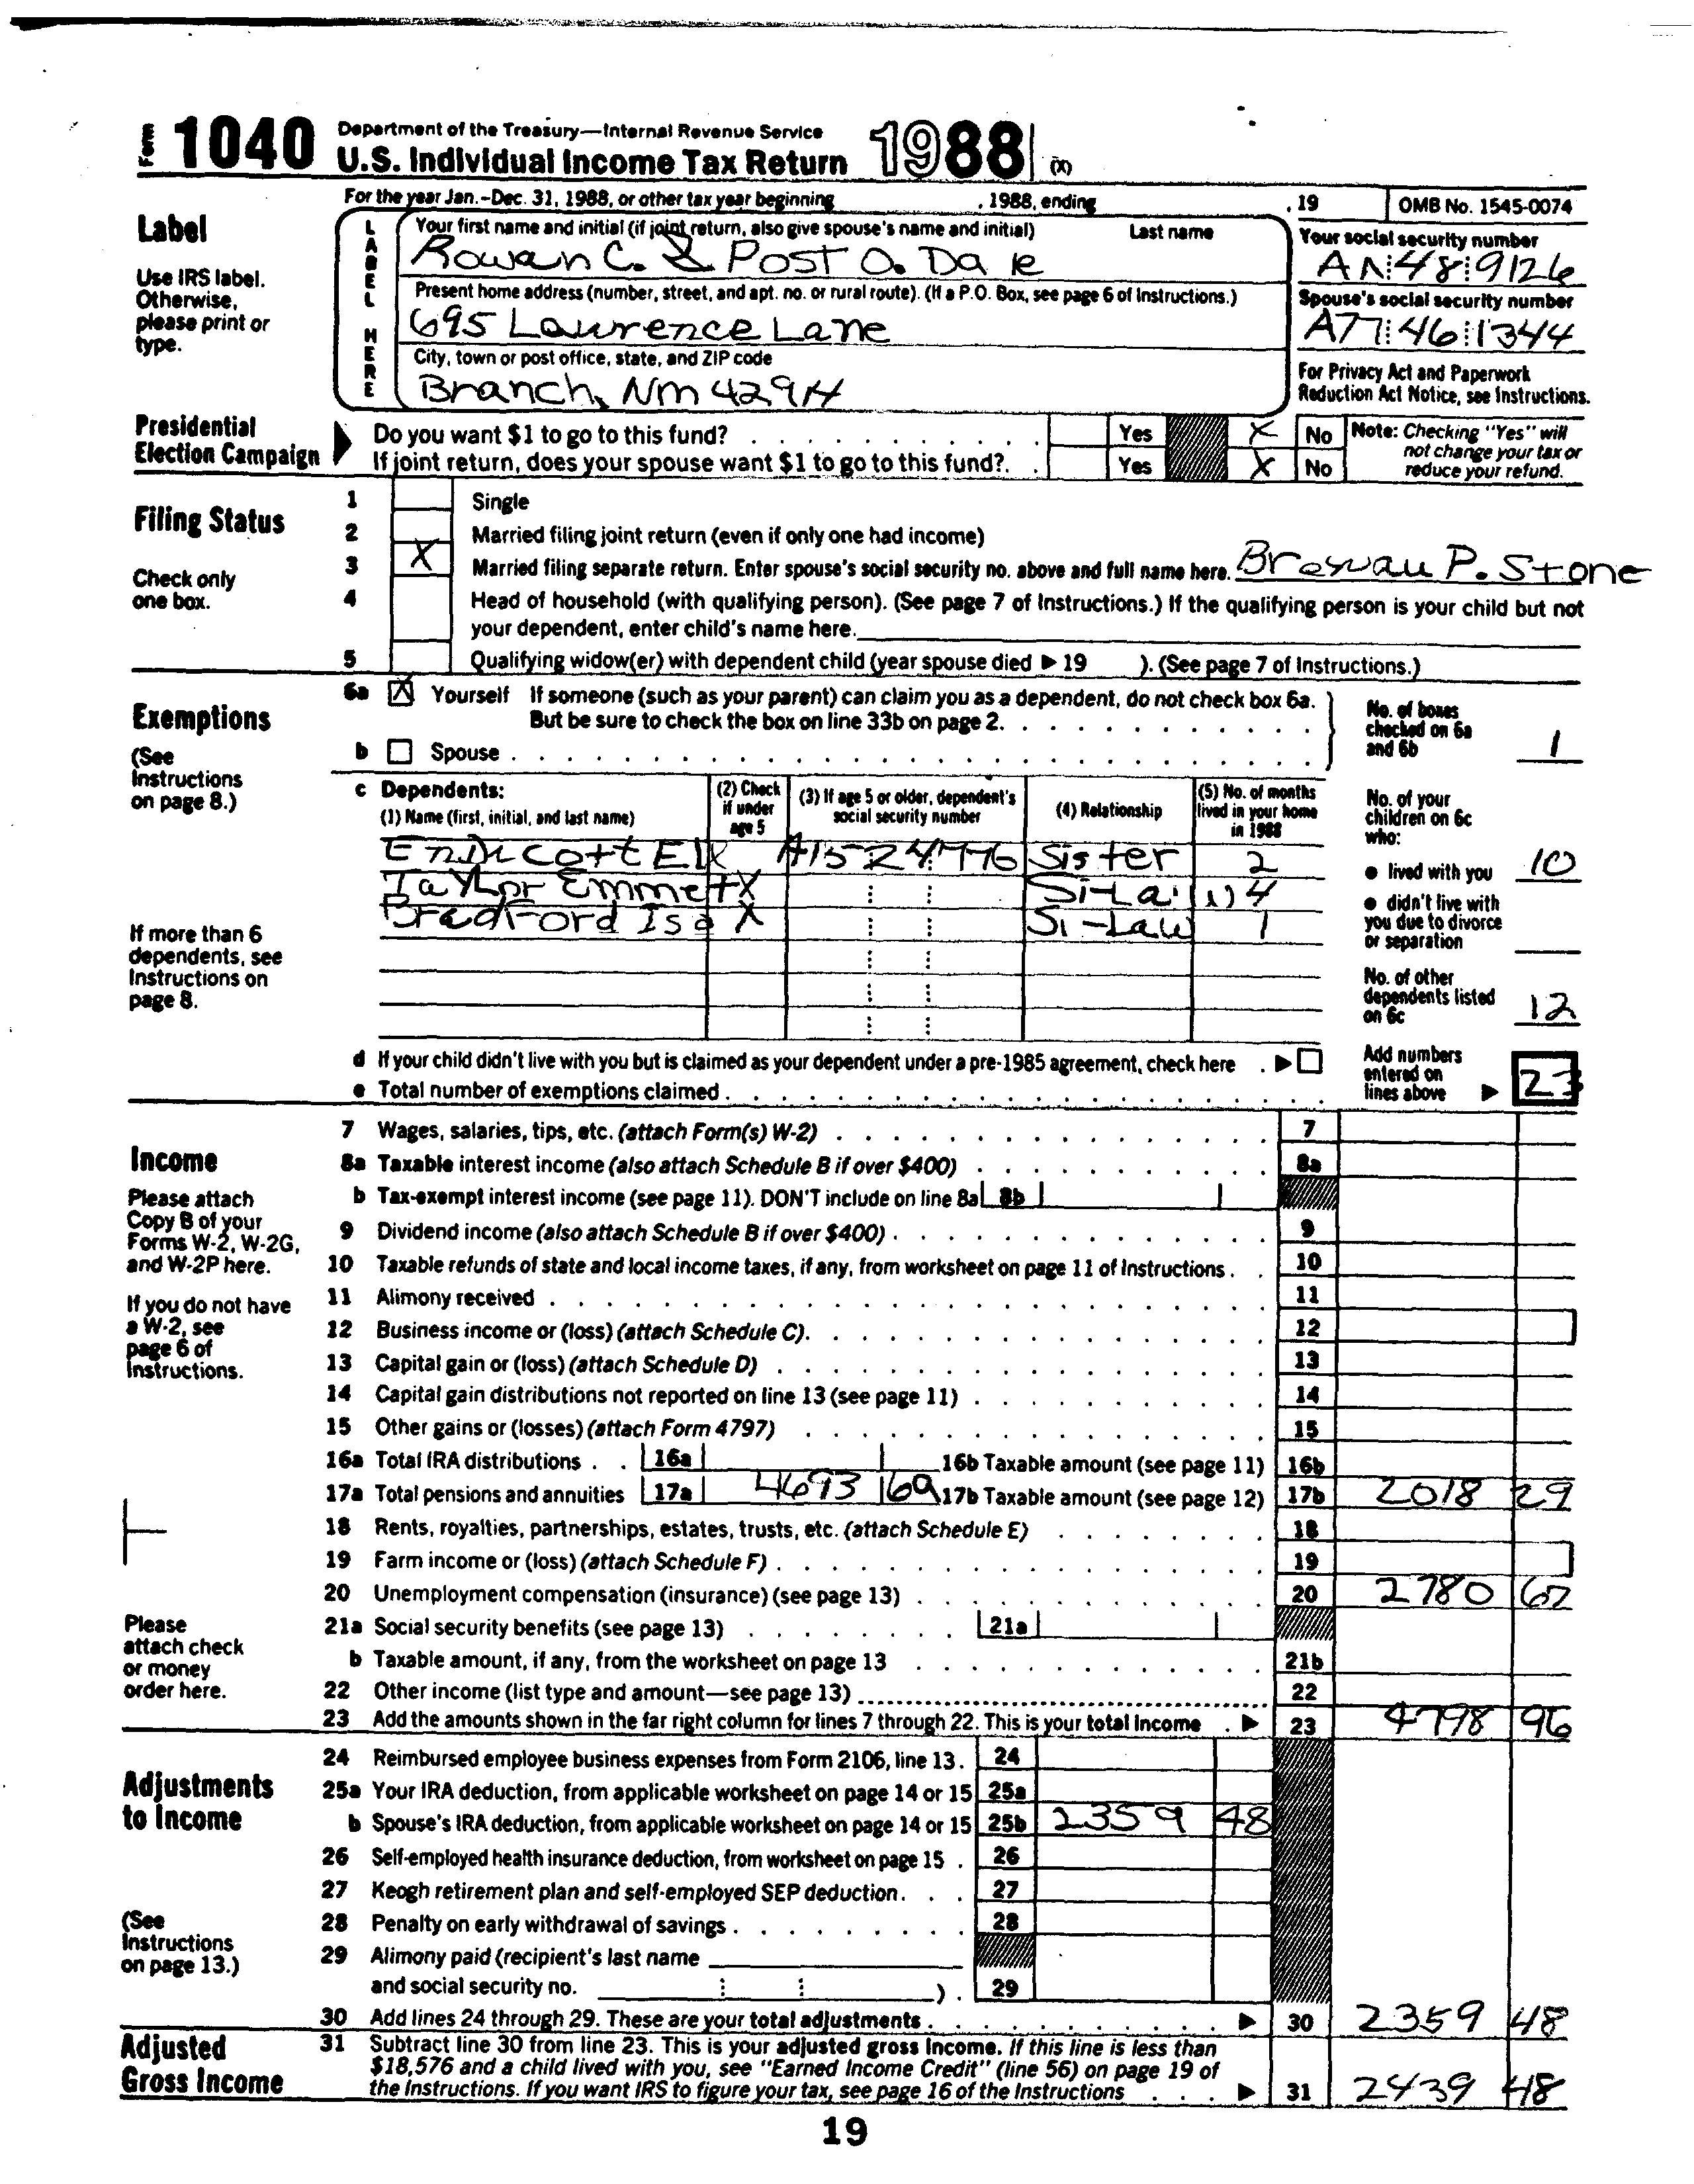 Form 1040 Department of the Treasury—Internal Revenue Service
U.S. Individual Income Tax Return 1988 (X)
For the year Jan.-Dec. 31, 1988, or other tax year beginning , 1988, ending , 19 OMB No. 1545-0074
Label
Use IRS label. Otherwise, please print or type.
LABEL HERE
Your first name and initial (if joint return, also give spouse's name and initial) Last name
Rowan C. & Post O. Dale
Your social security number
AN 48 9126
Present home address (number, street, and apt. no. or rural route). (If a P.O. Box, see page 6 of Instructions.)
695 Lawrence Lane
Spouse's social security number
A77 46 1344
City, town or post office, state, and ZIP code
Branch, NM 429H
For Privacy Act and Paperwork Reduction Act Notice, see Instructions.
Presidential Election Campaign
Do you want $1 to go to this fund? Yes X No
If joint return, does your spouse want $1 to go to this fund? Yes X No
Note: Checking "Yes" will not change your tax or reduce your refund.
Filing Status
Check only one box.
1 Single
2 Married filing joint return (even if only one had income)
3 X Married filing separate return. Enter spouse's social security no. above and full name here. P. Stone
4 Head of household (with qualifying person). (See page 7 of Instructions.) If the qualifying person is your child but not
your dependent, enter child's name here.
5 Qualifying widow(er) with dependent child (year spouse died ▶ 19 ). (See page 7 of Instructions.)
Exemptions
(See Instructions on page 8.)
6a X Yourself If someone (such as your parent) can claim you as a dependent, do not check box 6a.
But be sure to check the box on line 33b on page 2.
b Spouse
No. of boxes checked on 6a and 6b 1
c Dependents:
(1) Name (first, initial, and last name)
(2) Check if under age 5
(3) If age 5 or older, dependent's social security number
(4) Relationship
(5) No. of months lived in your home in 1988
Endicott Elk A15 24 776 Sister 2
Taylor Emmet X Si-Law 4
Bradford Isa X Si-Law 1
If more than 6 dependents, see Instructions on page 8.
No. of your children on 6c who:
● lived with you 10
● didn't live with you due to divorce or separation
No. of other dependents listed on 6c 12
d If your child didn't live with you but is claimed as your dependent under a pre-1985 agreement, check here ▶
e Total number of exemptions claimed
Add numbers entered on lines above ▶ 23
Income
Please attach Copy B of your Forms W-2, W-2G, and W-2P here.
If you do not have a W-2, see page 6 of Instructions.
7 Wages, salaries, tips, etc. (attach Form(s) W-2) 7
8a Taxable interest income (also attach Schedule B if over $400) 8a
b Tax-exempt interest income (see page 11). DON'T include on line 8a 8b
9 Dividend income (also attach Schedule B if over $400) 9
10 Taxable refunds of state and local income taxes, if any, from worksheet on page 11 of Instructions 10
11 Alimony received 11
12 Business income or (loss) (attach Schedule C) 12
13 Capital gain or (loss) (attach Schedule D) 13
14 Capital gain distributions not reported on line 13 (see page 11) 14
15 Other gains or (losses) (attach Form 4797) 15
16a Total IRA distributions 16a 16b Taxable amount (see page 11) 16b
17a Total pensions and annuities 17a 4693 69 17b Taxable amount (see page 12) 17b 2018 29
18 Rents, royalties, partnerships, estates, trusts, etc. (attach Schedule E) 18
19 Farm income or (loss) (attach Schedule F) 19
20 Unemployment compensation (insurance) (see page 13) 20 2780 67
21a Social security benefits (see page 13) 21a
b Taxable amount, if any, from the worksheet on page 13 21b
22 Other income (list type and amount—see page 13) 22
23 Add the amounts shown in the far right column for lines 7 through 22. This is your total income ▶ 23 4798 96
Please attach check or money order here.
Adjustments to Income
(See Instructions on page 13.)
24 Reimbursed employee business expenses from Form 2106, line 13. 24
25a Your IRA deduction, from applicable worksheet on page 14 or 15 25a
b Spouse's IRA deduction, from applicable worksheet on page 14 or 15 25b 2359 48
26 Self-employed health insurance deduction, from worksheet on page 15 26
27 Keogh retirement plan and self-employed SEP deduction 27
28 Penalty on early withdrawal of savings 28
29 Alimony paid (recipient's last name
and social security no. ) 29
30 Add lines 24 through 29. These are your total adjustments ▶ 30 2359 48
Adjusted Gross Income
31 Subtract line 30 from line 23. This is your adjusted gross income. If this line is less than
$18,576 and a child lived with you, see "Earned Income Credit" (line 56) on page 19 of
the Instructions. If you want IRS to figure your tax, see page 16 of the Instructions ▶ 31 2439 48
19